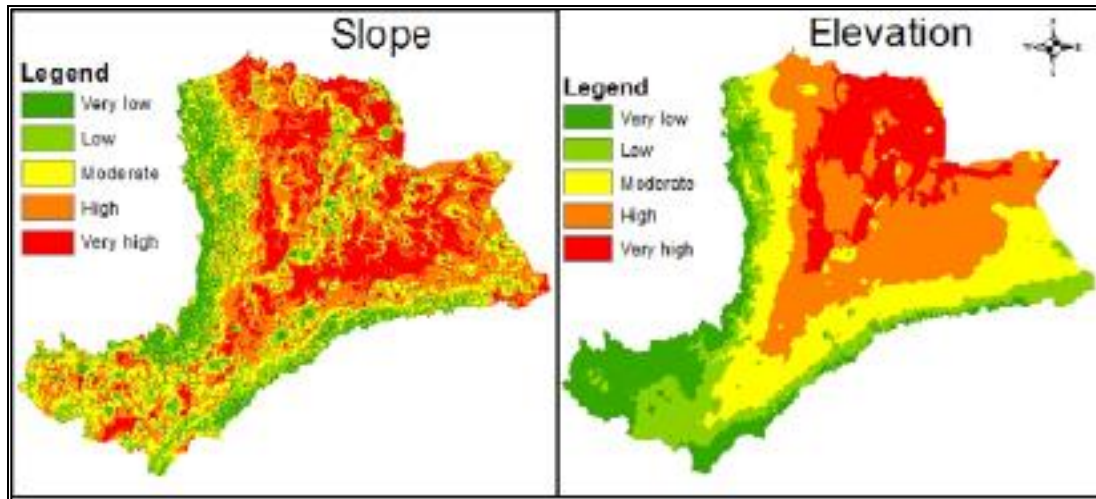 Slope
Legend
Very low
Low
Moderate
High
Very high
Elevation
Legend
Very low
Low
Moderate
High
Very high